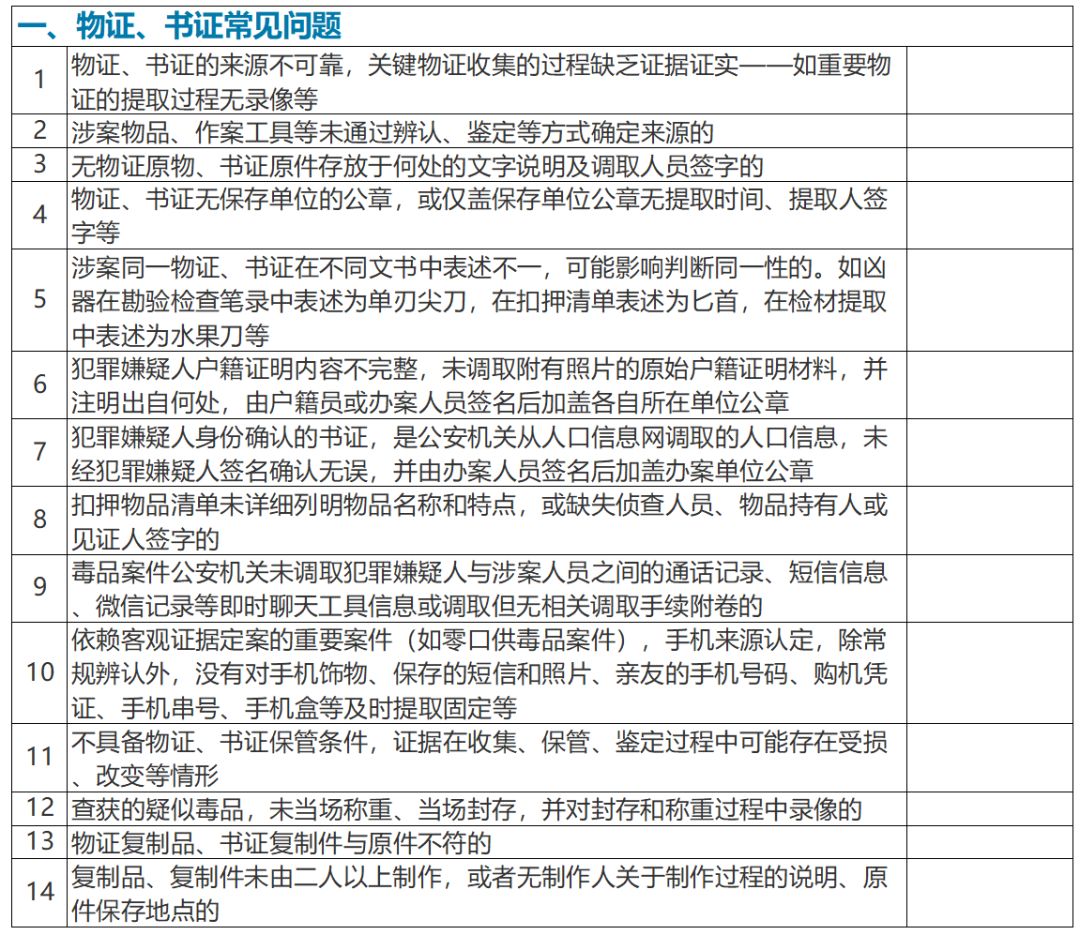 一、物证、书证常见问题
1
物证、书证的来源不可靠，关键物证收集的过程缺乏证据证实——如重要物
证的提取过程无录像等
2
涉案物品、作案工具等未通过辨认、鉴定等方式确定来源的
3
无物证原物、书证原件存放于何处的文字说明及调取人员签字的
4
物证、书证无保存单位的公章，或仅盖保存单位公章无提取时间、提取人签
字等
5
涉案同一物证、书证在不同文书中表述不一，可能影响判断同一性的。如凶
器在勘验检查笔录中表述为单刃尖刀，在扣押清单表述为匕首，在检材提取
中表述为水果刀等
6
犯罪嫌疑人户籍证明内容不完整，未调取附有照片的原始户籍证明材料，并
注明出自何处，由户籍员或办案人员签名后加盖各自所在单位公章
7
犯罪嫌疑人身份确认的书证，是公安机关从人口信息网调取的人口信息，未
经犯罪嫌疑人签名确认无误，并由办案人员签名后加盖办案单位公章
8
扣押物品清单未详细列明物品名称和特点，或缺失侦查人员、物品持有人或
见证人签字的
9
毒品案件公安机关未调取犯罪嫌疑人与涉案人员之间的通话记录、短信信息
、微信记录等即时聊天工具信息或调取但无相关调取手续附卷的
10
依赖客观证据定案的重要案件（如零口供毒品案件），手机来源认定，除常
规辨认外，没有对手机饰物、保存的短信和照片、亲友的手机号码、购机凭
证、手机串号、手机盒等及时提取固定等
11
不具备物证、书证保管条件，证据在收集、保管、鉴定过程中可能存在受损
、改变等情形
12
查获的疑似毒品，未当场称重、当场封存，并对封存和称重过程中录像的
13
物证复制品、书证复制件与原件不符的
14
复制品、复制件未由二人以上制作，或者无制作人关于制作过程的说明、原
件保存地点的